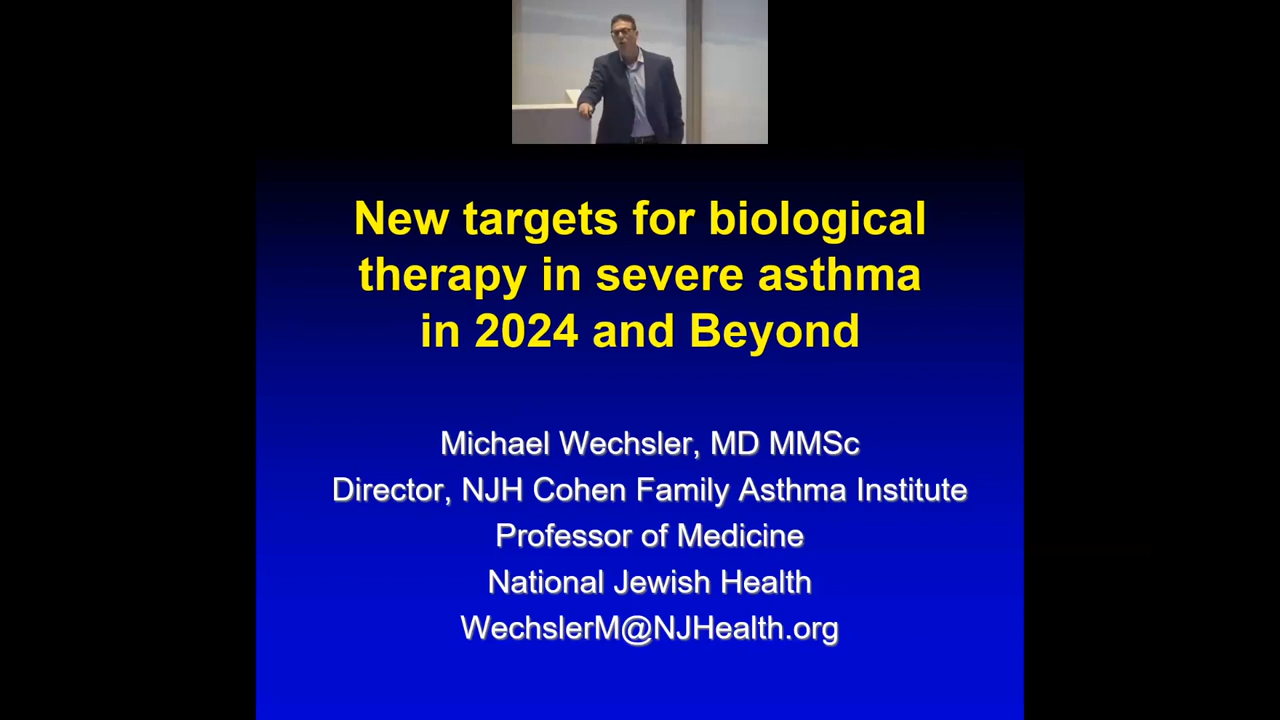 New targets for biological
therapy in severe asthma
in 2024 and Beyond
Michael Wechsler, MD MMSc
Director, NJH Cohen Family Asthma Institute
Professor of Medicine
National Jewish Health
WechslerM@NJHealth.org